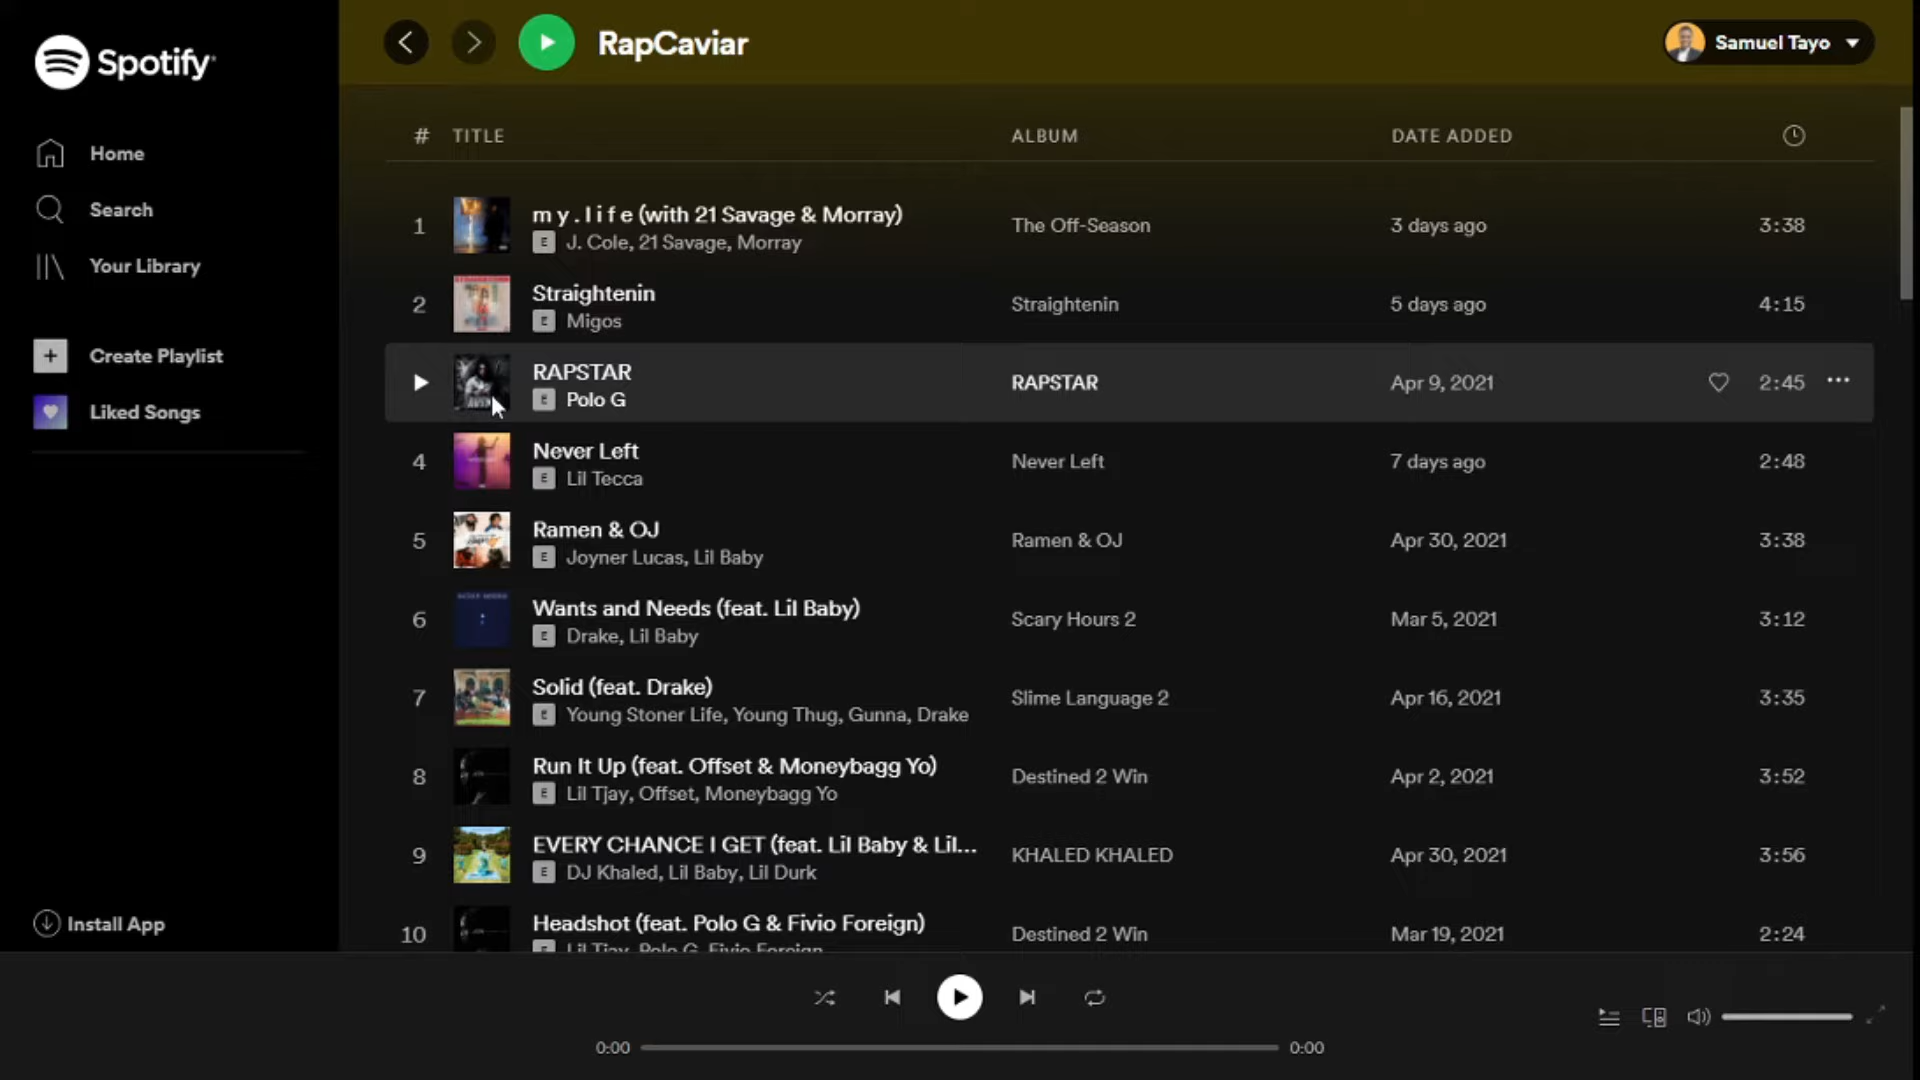 Spotify
Home
Search
Your Library
Create Playlist
Liked Songs
Install App
RapCaviar
Samuel Tayo
# TITLE ALBUM DATE ADDED
1 m y . l i f e (with 21 Savage & Morray) The Off-Season 3 days ago 3:38
E J. Cole, 21 Savage, Morray
2 Straightenin Straightenin 5 days ago 4:15
E Migos
RAPSTAR RAPSTAR Apr 9, 2021 2:45
E Polo G
4 Never Left Never Left 7 days ago 2:48
E Lil Tecca
5 Ramen & OJ Ramen & OJ Apr 30, 2021 3:38
E Joyner Lucas, Lil Baby
6 Wants and Needs (feat. Lil Baby) Scary Hours 2 Mar 5, 2021 3:12
E Drake, Lil Baby
7 Solid (feat. Drake) Slime Language 2 Apr 16, 2021 3:35
E Young Stoner Life, Young Thug, Gunna, Drake
8 Run It Up (feat. Offset & Moneybagg Yo) Destined 2 Win Apr 2, 2021 3:52
E Lil Tjay, Offset, Moneybagg Yo
9 EVERY CHANCE I GET (feat. Lil Baby & Lil... KHALED KHALED Apr 30, 2021 3:56
E DJ Khaled, Lil Baby, Lil Durk
10 Headshot (feat. Polo G & Fivio Foreign) Destined 2 Win Mar 19, 2021 2:24
E Lil Tjay, Polo G, Fivio Foreign
0:00 0:00